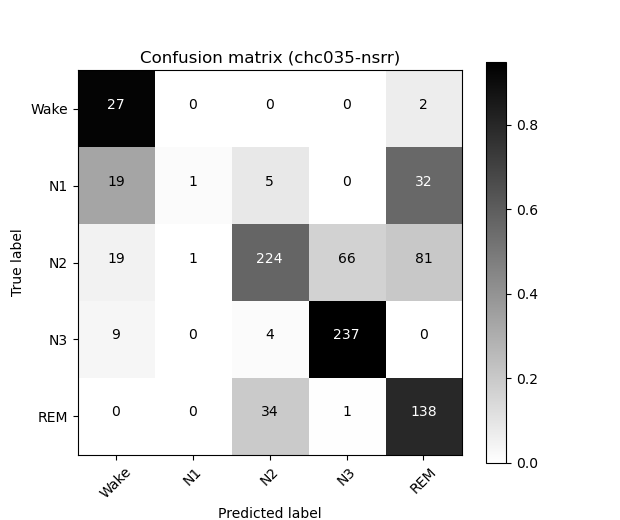 Confusion matrix (chc035-nsrr)
Wake 27 0 0 0 2
N1 19 1 5 0 32
N2 19 1 224 66 81
N3 9 0 4 237 0
REM 0 0 34 1 138
Wake N1 N2 N3 REM
True label
Predicted label
0.8
0.6
0.4
0.2
0.0